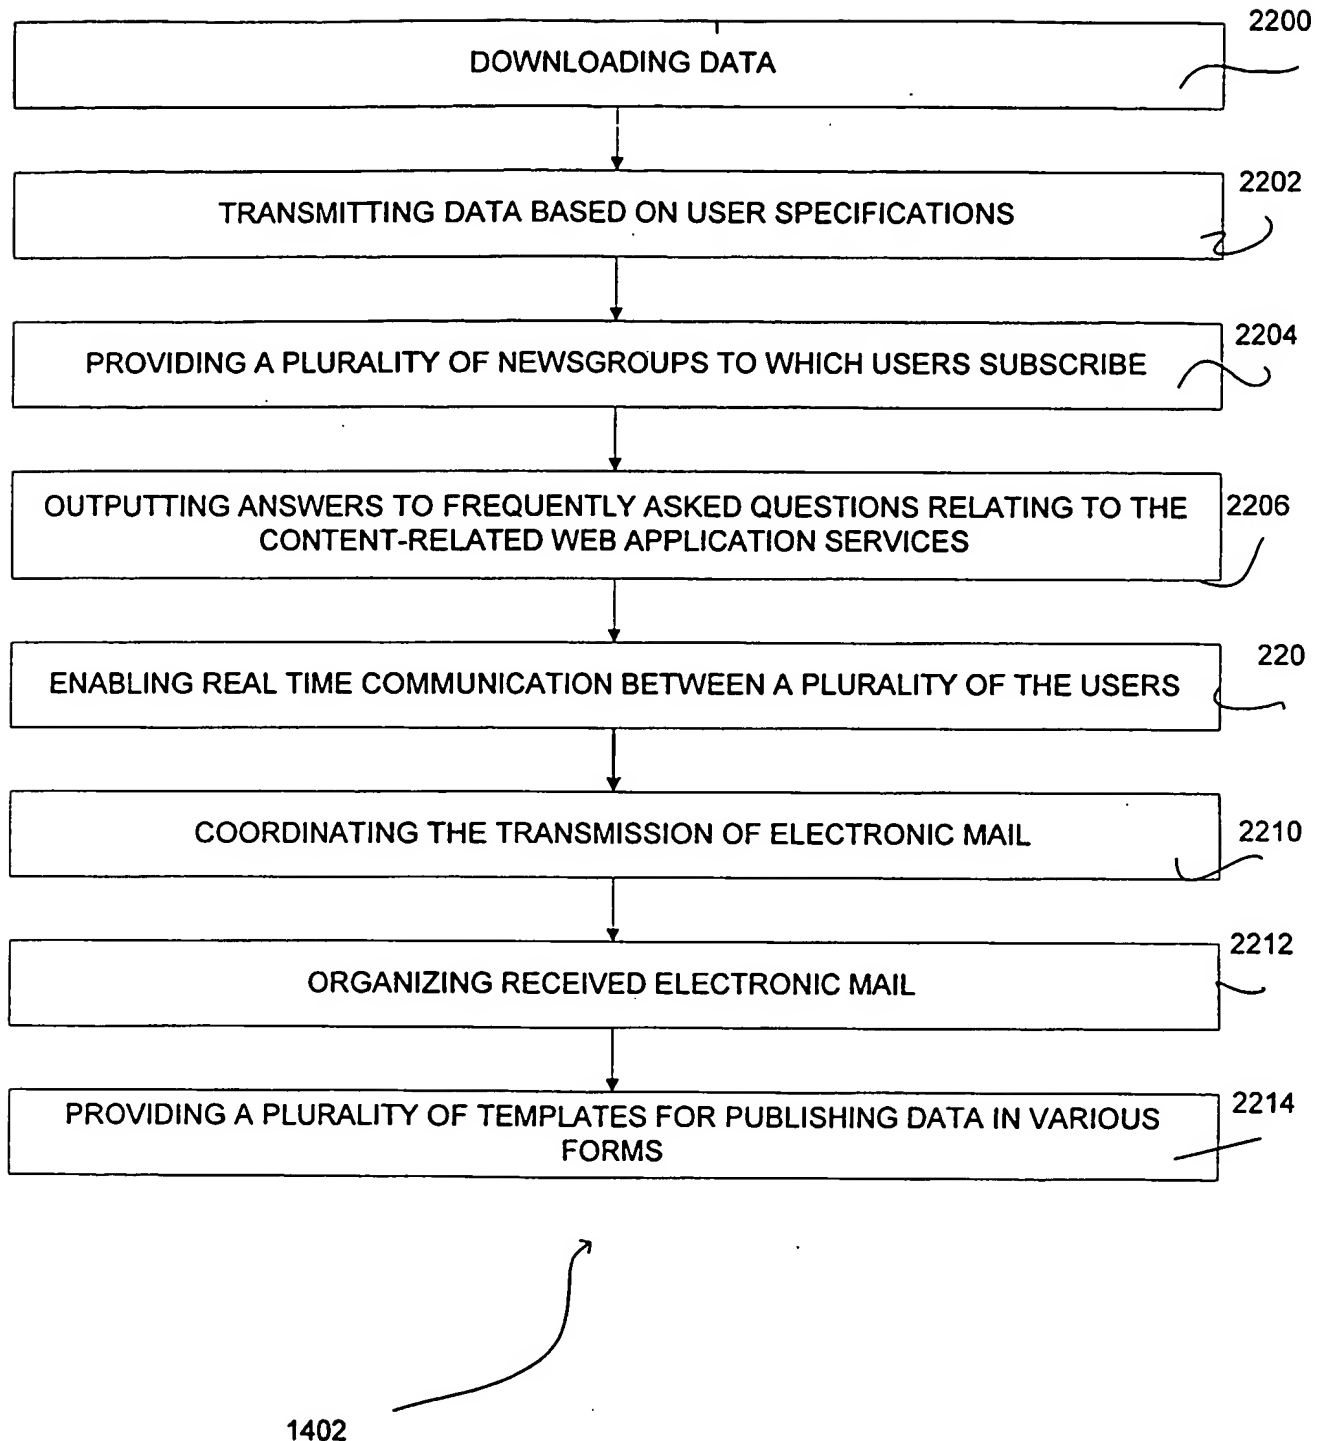 2200
DOWNLOADING DATA
2202
TRANSMITTING DATA BASED ON USER SPECIFICATIONS
2204
PROVIDING A PLURALITY OF NEWSGROUPS TO WHICH USERS SUBSCRIBE
OUTPUTTING ANSWERS TO FREQUENTLY ASKED QUESTIONS RELATING TO THE
2206
CONTENT-RELATED WEB APPLICATION SERVICES
220
ENABLING REAL TIME COMMUNICATION BETWEEN A PLURALITY OF THE USERS
2210
COORDINATING THE TRANSMISSION OF ELECTRONIC MAIL
2212
ORGANIZING RECEIVED ELECTRONIC MAIL
2214
PROVIDING A PLURALITY OF TEMPLATES FOR PUBLISHING DATA IN VARIOUS
FORMS
1402